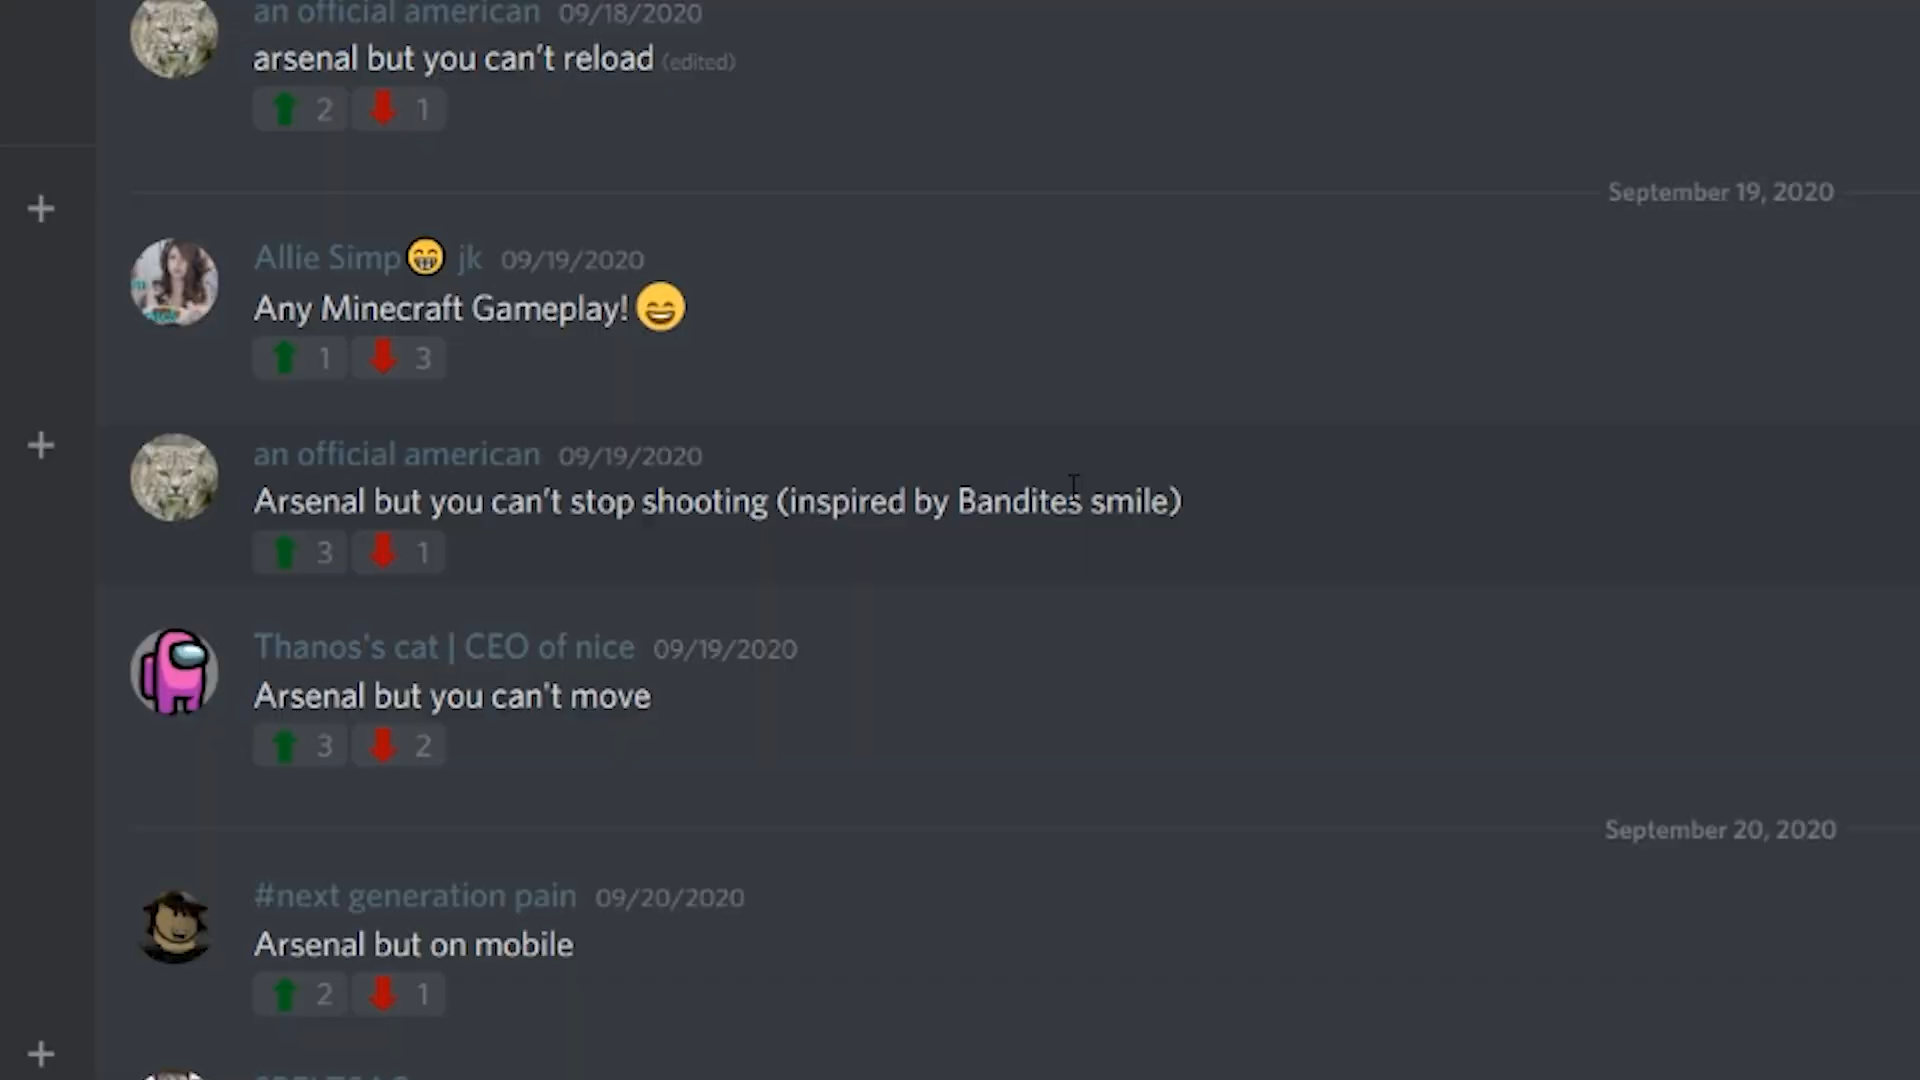 an official american 09/18/2020
arsenal but you can't reload (edited)
2 1
September 19, 2020
Allie Simp😁 jk 09/19/2020
Any Minecraft Gameplay!😄
1 3
an official american 09/19/2020
Arsenal but you can't stop shooting (inspired by Bandites smile)
3 1
Thanos's cat | CEO of nice 09/19/2020
Arsenal but you can't move
3 2
September 20, 2020
#next generation pain 09/20/2020
Arsenal but on mobile
2 1